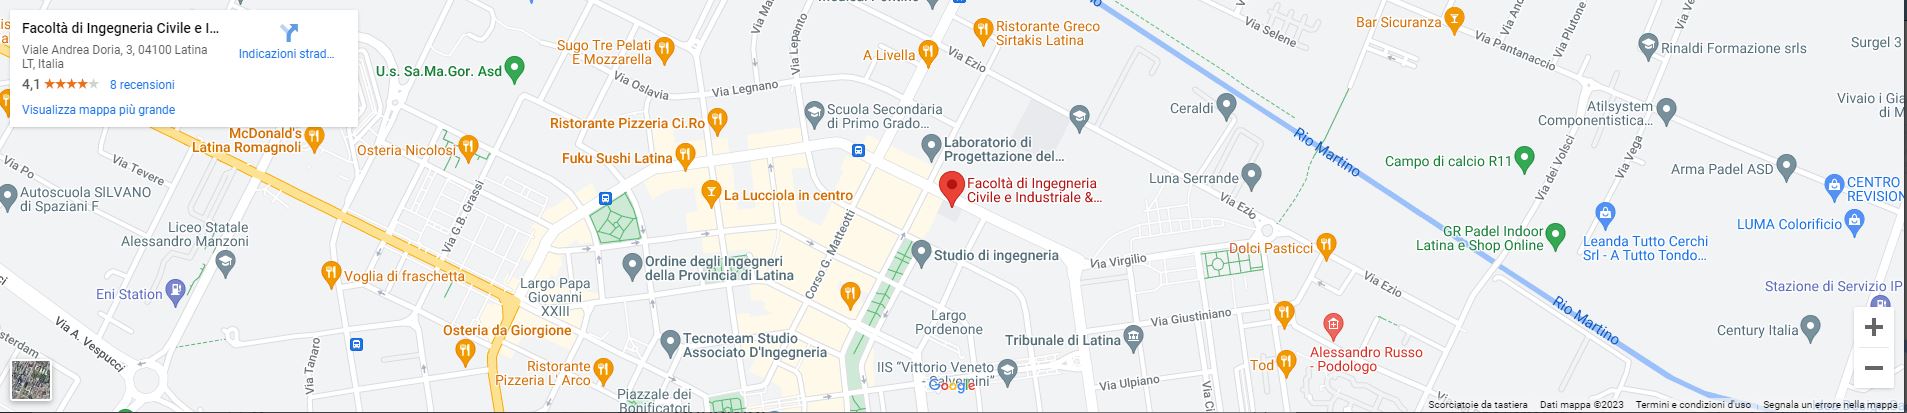 Facoltà di Ingegneria Civile e I...
Viale Andrea Doria, 3, 04100 Latina
LT, Italia
4,1
8 recensioni
Visualizza mappa più grande
Indicazioni strad...
Ristorante Greco
Sirtakis Latina
Sugo Tre Pelati
E Mozzarella
A Livella
U.s. Sa.Ma.Gor. Asd
Via Oslavia
Via Legnano
Via Lepanto
Via Ezio
Via Selene
Bar Sicuranza
Via Pantanaccio
Via Plutone
Rinaldi Formazione srls
Surgel 3
Rio Martino
McDonald's
Latina Romagnoli
Osteria Nicolosi
Ristorante Pizzeria Ci.Ro
Scuola Secondaria
di Primo Grado...
Ceraldi
Atilsystem
Componentistica...
Vivaio i Gia
di M
Via Po
Via Tevere
Fuku Sushi Latina
Laboratorio di
Progettazione del...
Campo di calcio R11
Via dei Volsci
Via Vega
Arma Padel ASD
Autoscuola SILVANO
di Spaziani F
Via G.B. Grassi
La Lucciola in centro
Facoltà di Ingegneria
Civile e Industriale &...
Luna Serrande
Via Ezio
CENTRO
REVISION
LUMA Colorificio
Liceo Statale
Alessandro Manzoni
Corso G. Matteotti
GR Padel Indoor
Latina e Shop Online
Leanda Tutto Cerchi
Srl - A Tutto Tondo...
Dolci Pasticci
Voglia di fraschetta
Ordine degli Ingegneri
della Provincia di Latina
Studio di ingegneria
Via Virgilio
Via Ezio
Eni Station
Largo Papa
Giovanni
XXIII
Stazione di Servizio IP
Rio Martino
Via A. Vespucci
Osteria da Giorgione
Largo
Pordenone
Via Giustiniano
Century Italia
Tecnoteam Studio
Associato D'Ingegneria
Tribunale di Latina
Alessandro Russo
- Podologo
Via Tanaro
Ristorante
Pizzeria L' Arco
IIS “Vittorio Veneto
- Salvemini”
Tod
Via Ulpiano
Piazzale dei
Bonificatori
Google
Scorciatoie da tastiera
Dati mappa ©2023
Termini e condizioni d'uso
Segnala un errore nella mappa